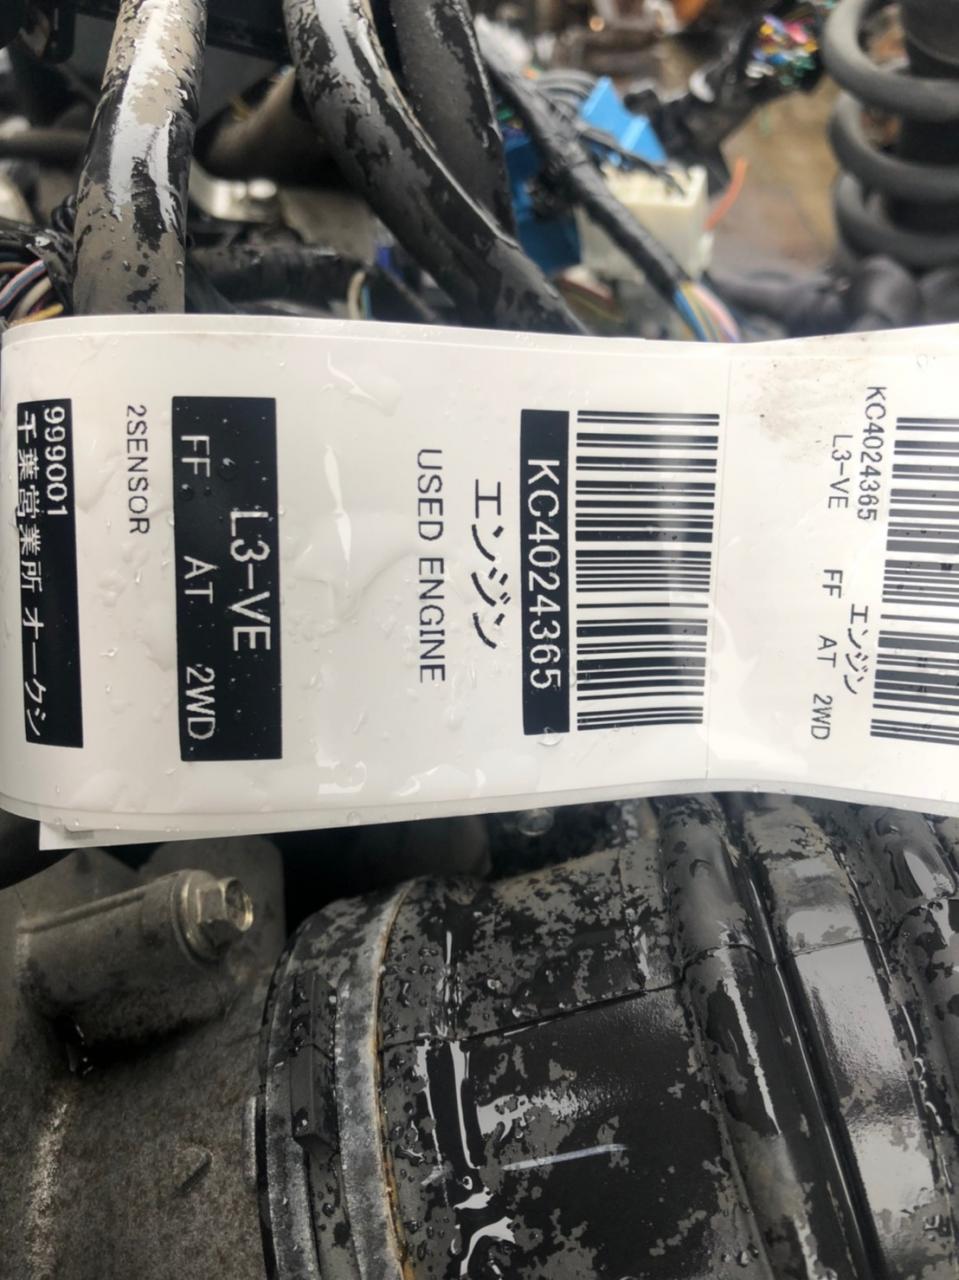 KC4024365
L3-VE
エンジン
FF AT 2WD
KC4024365
エンジン
USED ENGINE
L3-VE
FF AT 2WD
2SENSOR
999001
千葉営業所 オークシ